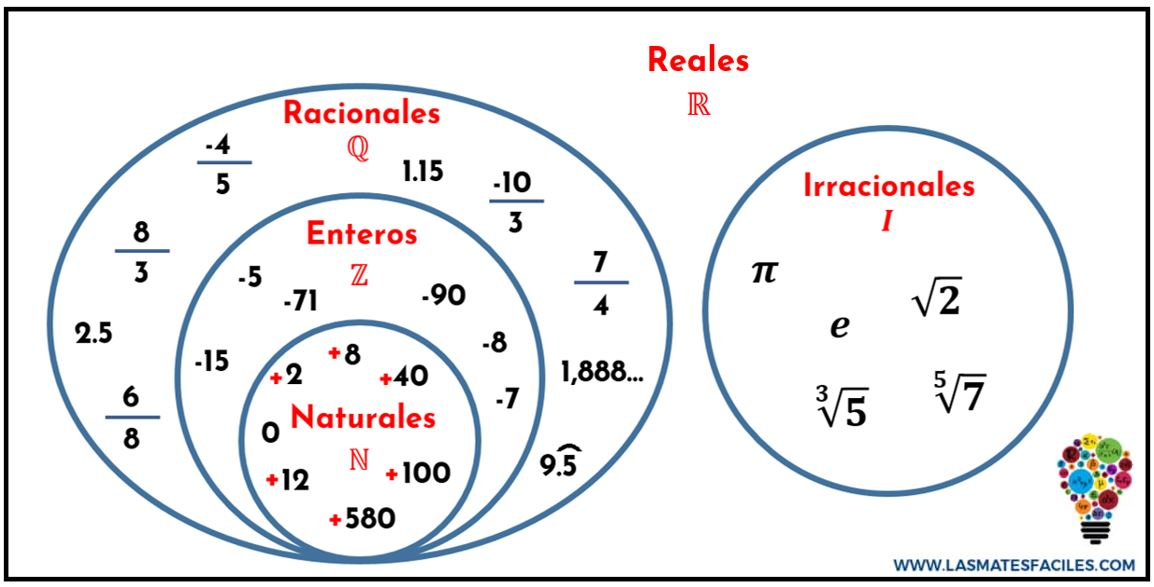 Reales
ℝ
Racionales
ℚ
-4
5
1.15
-10
3
8
3
7
4
2.5
1,888...
6
8
9.5͡
Enteros
ℤ
-5
-71
-90
-15
-8
-7
+8
+2
+40
Naturales
0
ℕ
+12
+100
+580
Irracionales
I
π
√2
e
∛5
⁵√7
WWW.LASMATESFACILES.COM